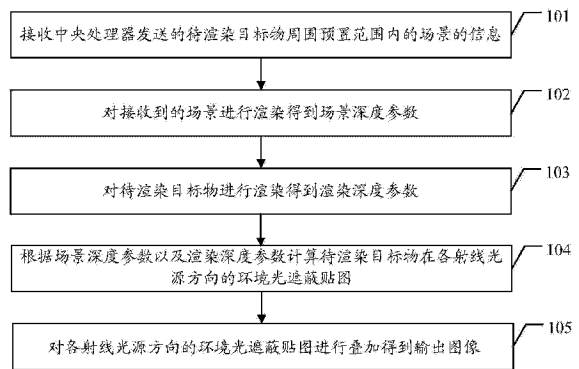 接收中央处理器发送的待渲染目标物周围预置范围内的场景的信息
101
对接收到的场景进行渲染得到场景深度参数
102
对待渲染目标物进行渲染得到渲染深度参数
103
根据场景深度参数以及渲染深度参数计算待渲染目标物在各射线光
源方向的环境光遮蔽贴图
104
对各射线光源方向的环境光遮蔽贴图进行叠加得到输出图像
105